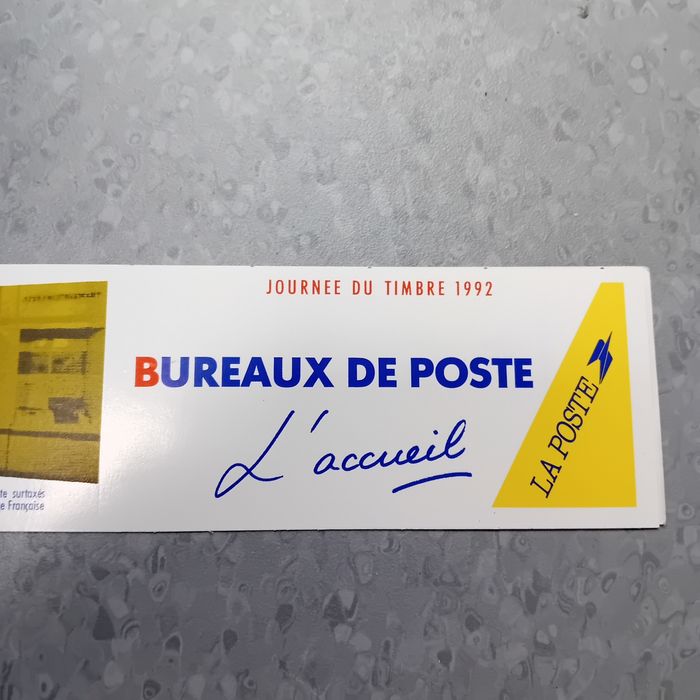 JOURNEE DU TIMBRE 1992
BUREAUX DE POSTE
L'accueil
LA POSTE
te surtaxés
e Française